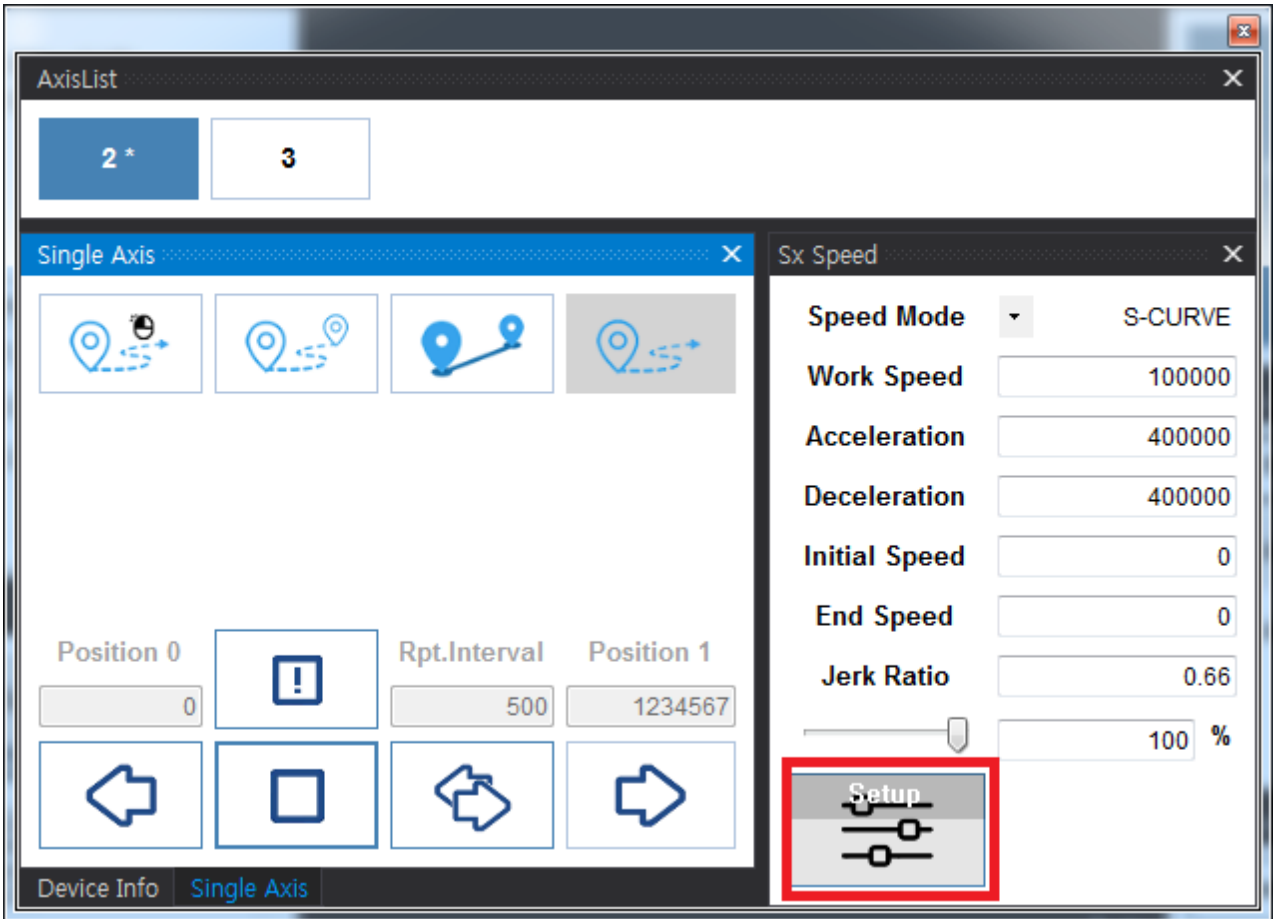 AxisList
2 *
3
Single Axis
Position 0
0
Rpt.Interval
500
Position 1
1234567
Device Info
Single Axis
Sx Speed
Speed Mode S-CURVE
Work Speed 100000
Acceleration 400000
Deceleration 400000
Initial Speed 0
End Speed 0
Jerk Ratio 0.66
100 %
Setup